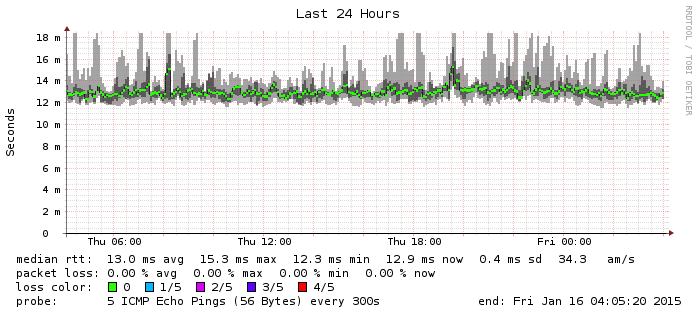 Last 24 Hours
RRDTOOL / TOBI OETIKER
Seconds
18 m
16 m
14 m
12 m
10 m
8 m
6 m
4 m
2 m
0
Thu 06:00 Thu 12:00 Thu 18:00 Fri 00:00
median rtt: 13.0 ms avg 15.3 ms max 12.3 ms min 12.9 ms now 0.4 ms sd 34.3 am/s
packet loss: 0.00 % avg 0.00 % max 0.00 % min 0.00 % now
loss color: 0 1/5 2/5 3/5 4/5
probe: 5 ICMP Echo Pings (56 Bytes) every 300s end: Fri Jan 16 04:05:20 2015